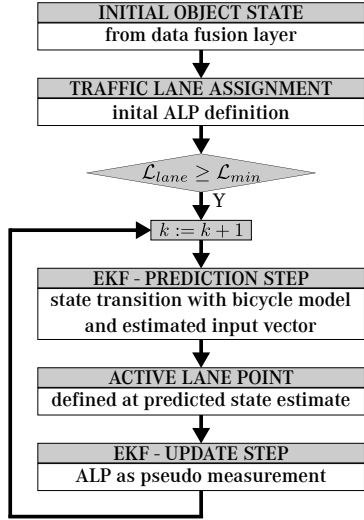 INITIAL OBJECT STATE
from data fusion layer
TRAFFIC LANE ASSIGNMENT
inital ALP definition
ℒ_lane ≥ ℒ_min
Y
k := k + 1
EKF - PREDICTION STEP
state transition with bicycle model
and estimated input vector
ACTIVE LANE POINT
defined at predicted state estimate
EKF - UPDATE STEP
ALP as pseudo measurement